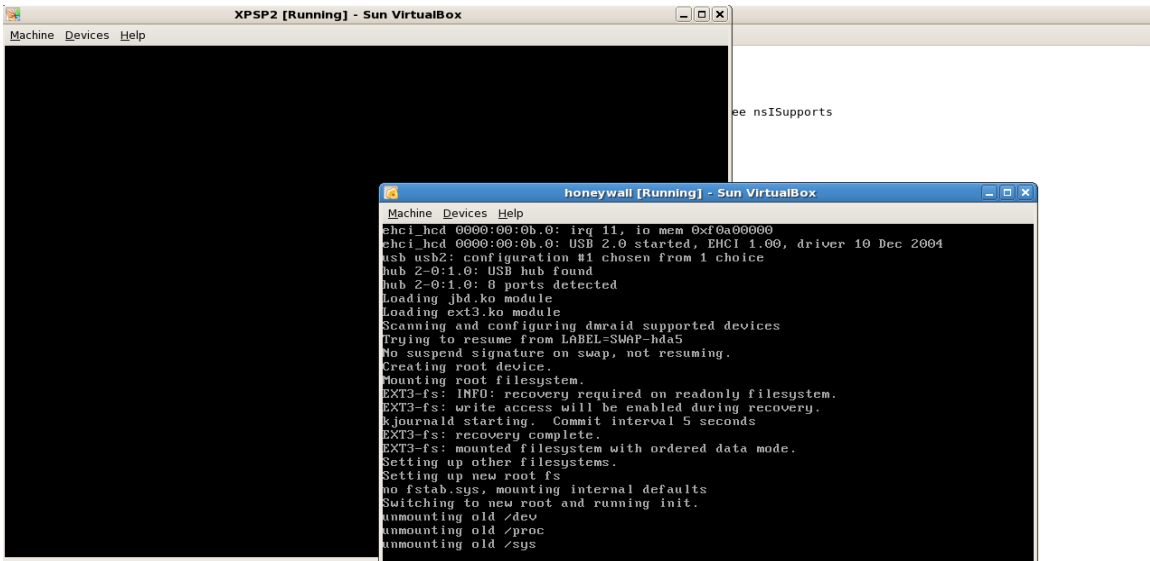 XPSP2 [Running] - Sun VirtualBox
Machine Devices Help
ee nsISupports
honeywall [Running] - Sun VirtualBox
Machine Devices Help
ehci_hcd 0000:00:0b.0: irq 11, io mem 0xf0a00000
ehci_hcd 0000:00:0b.0: USB 2.0 started, EHCI 1.00, driver 10 Dec 2004
usb usb2: configuration #1 chosen from 1 choice
hub 2-0:1.0: USB hub found
hub 2-0:1.0: 8 ports detected
Loading jbd.ko module
Loading ext3.ko module
Scanning and configuring dmraid supported devices
Trying to resume from LABEL=SWAP-hda5
No suspend signature on swap, not resuming.
Creating root device.
Mounting root filesystem.
EXT3-fs: INFO: recovery required on readonly filesystem.
EXT3-fs: write access will be enabled during recovery.
kjournald starting.  Commit interval 5 seconds
EXT3-fs: recovery complete.
EXT3-fs: mounted filesystem with ordered data mode.
Setting up other filesystems.
Setting up new root fs
no fstab.sys, mounting internal defaults
Switching to new root and running init.
unmounting old /dev
unmounting old /proc
unmounting old /sys